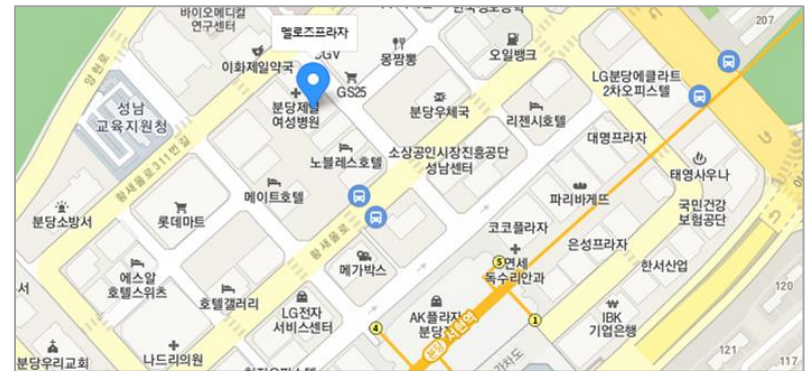 바이오메디컬
연구센터
멜로즈프라자
CGV
이화제일약국
몽짬뽕
오일뱅크
207
GS25
LG분당에클라트
2차오피스텔
양현로
성남
교육지원청
분당제일
여성병원
분당우체국
리젠시호텔
대명프라자
황새울로311번길
노블레스호텔
소상공인시장진흥공단
성남센터
태영사우나
메이트호텔
파리바게뜨
국민건강
보험공단
분당소방서
롯데마트
황새울로
코코플라자
은성프라자
메가박스
5
연세
독수리안과
한서산업
에스알
호텔스위츠
호텔갤러리
LG전자
서비스센터
4
AK플라자
분당
분당 서현역
1
IBK
기업은행
120
분당우리교회
나드리의원
121
117